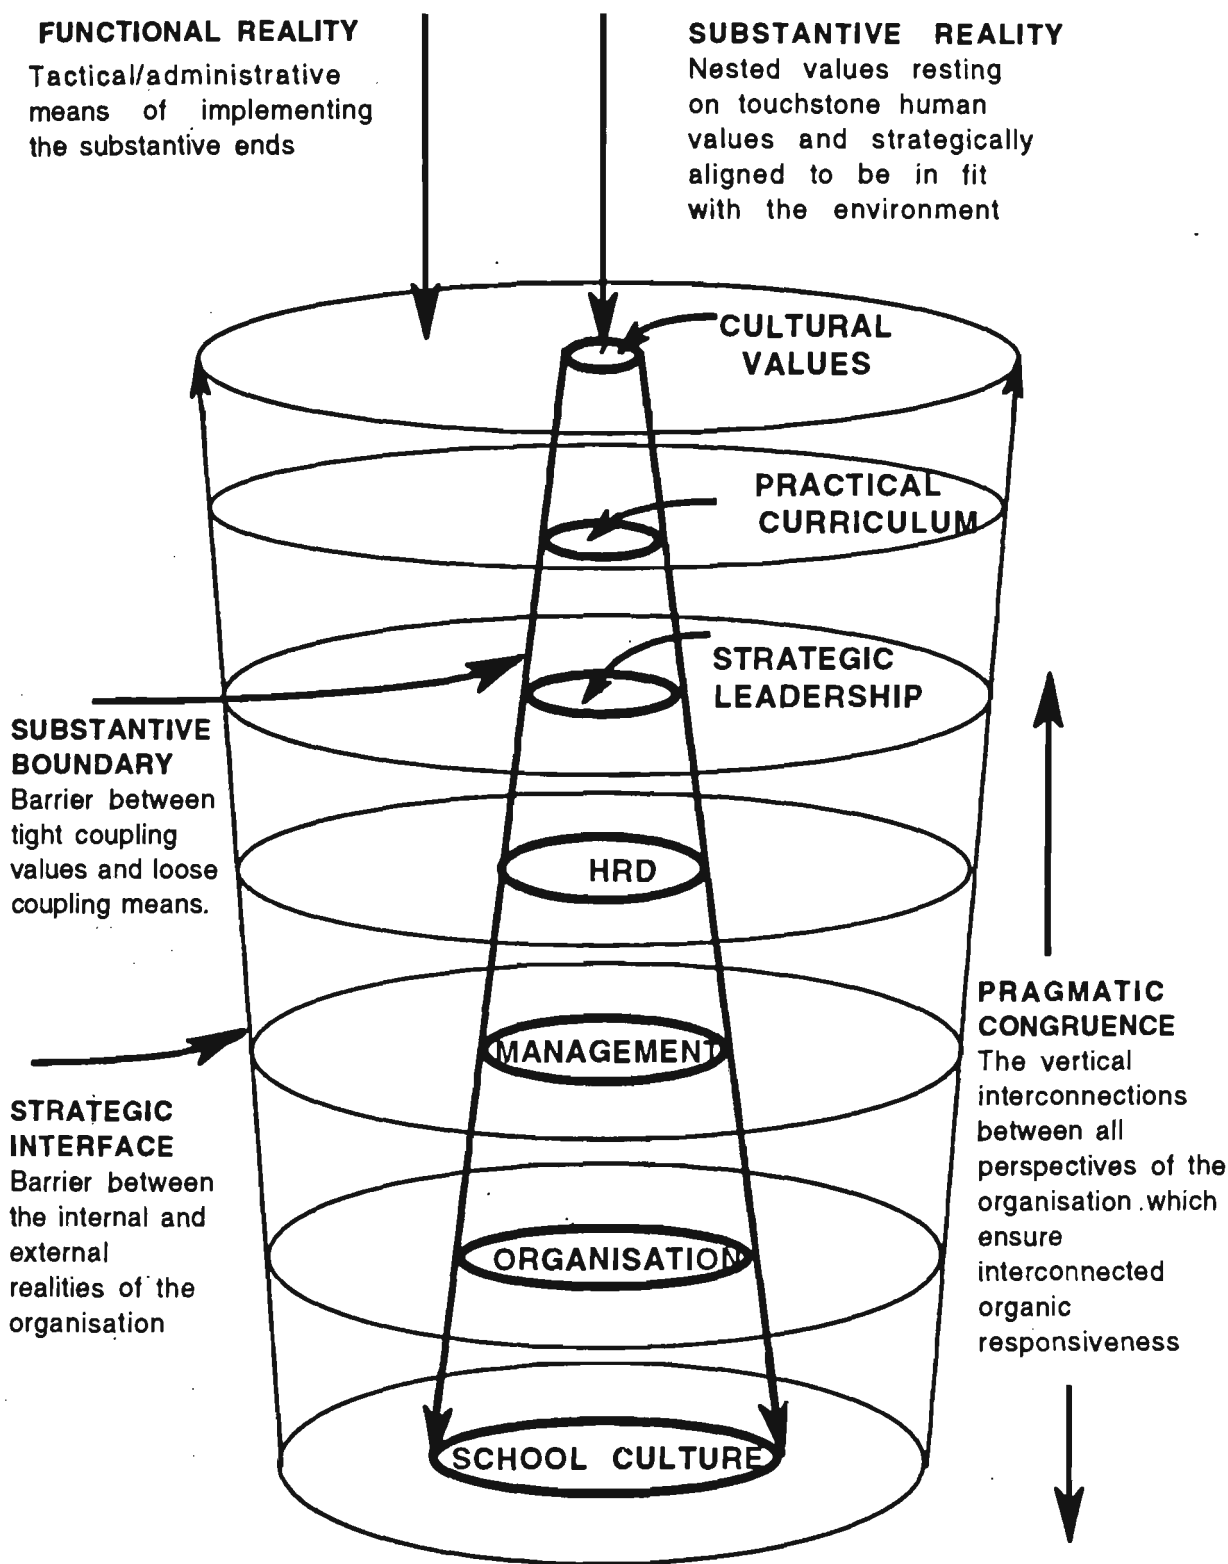 FUNCTIONAL REALITY
Tactical/administrative
means of implementing
the substantive ends
SUBSTANTIVE REALITY
Nested values resting
on touchstone human
values and strategically
aligned to be in fit
with the environment
CULTURAL
VALUES
PRACTICAL
CURRICULUM
STRATEGIC
LEADERSHIP
SUBSTANTIVE
BOUNDARY
Barrier between
tight coupling
values and loose
coupling means.
HRD
MANAGEMENT
STRATEGIC
INTERFACE
Barrier between
the internal and
external
realities of the
organisation
PRAGMATIC
CONGRUENCE
The vertical
interconnections
between all
perspectives of the
organisation which
ensure
interconnected
organic
responsiveness
ORGANISATION
SCHOOL CULTURE